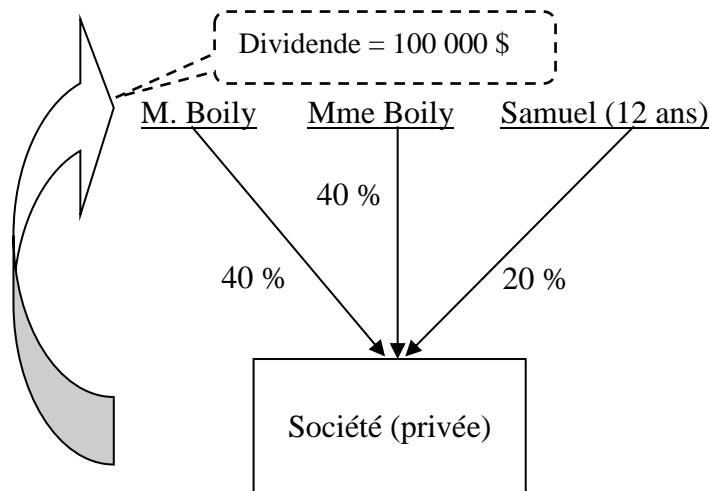 Dividende = 100 000 $
M. Boily Mme Boily Samuel (12 ans)
40 %
40 % 20 %
Société (privée)